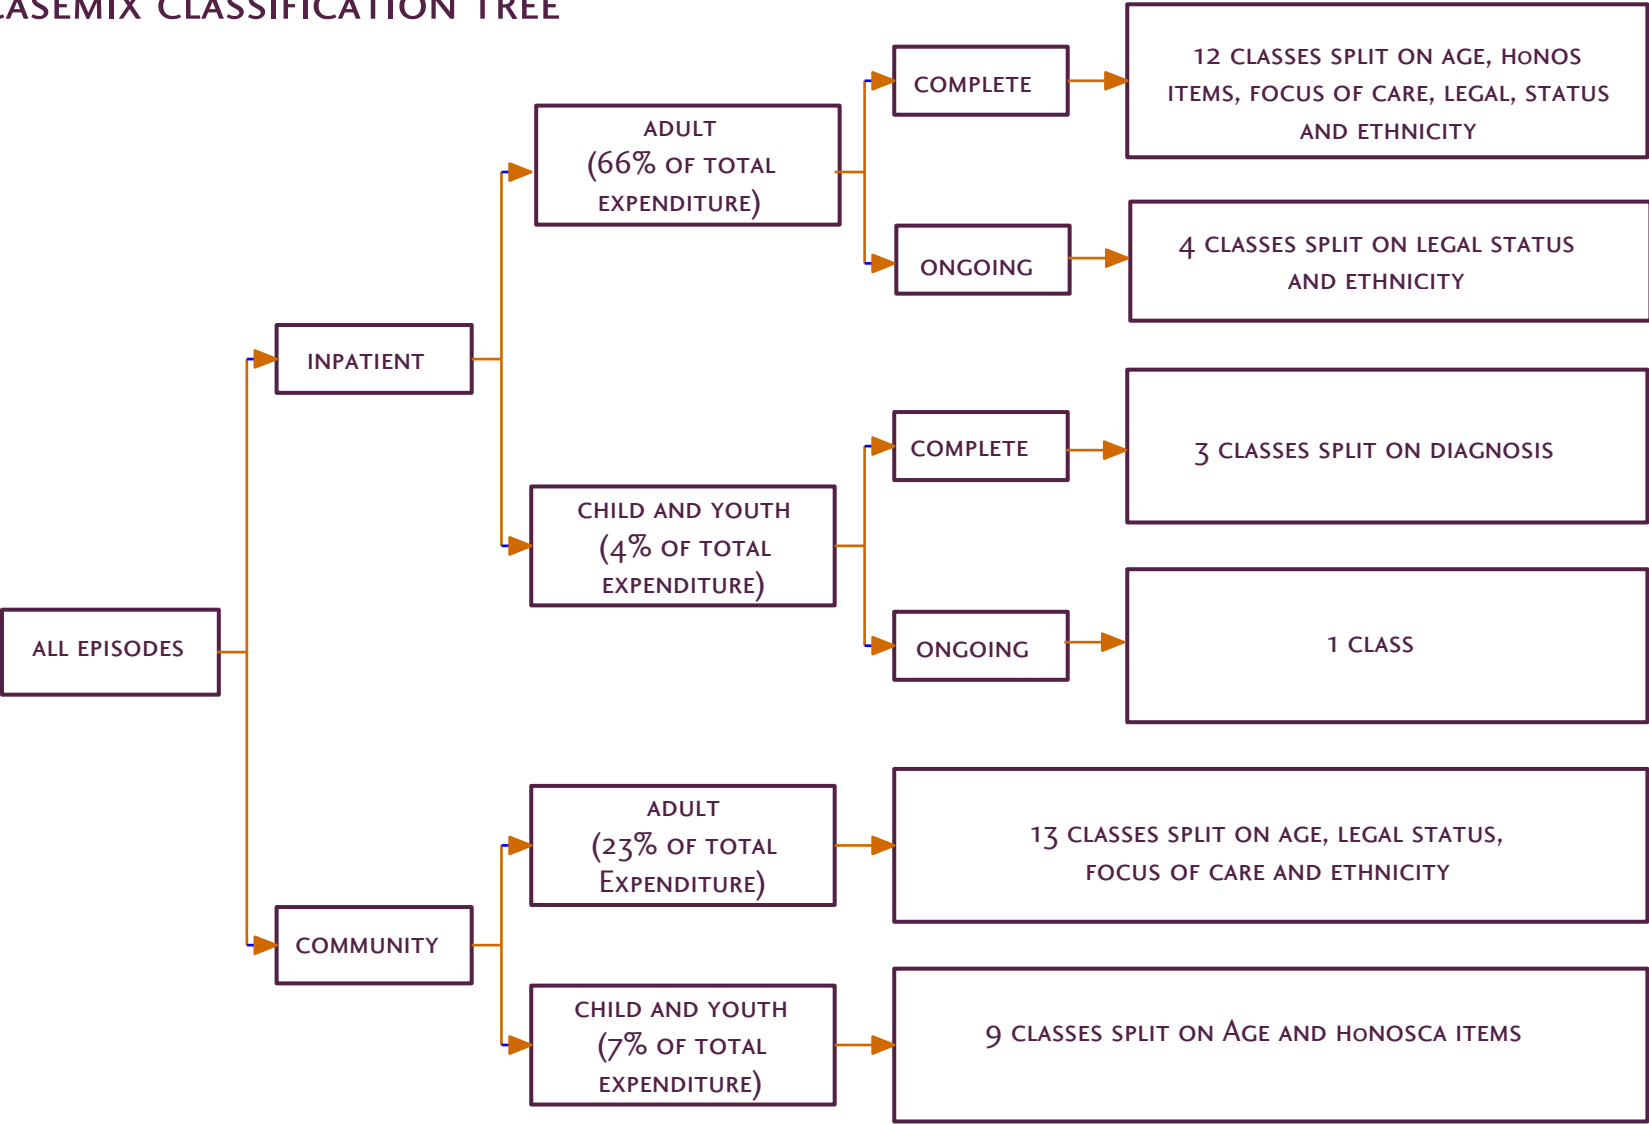 CASEMIX CLASSIFICATION TREE
ALL EPISODES
INPATIENT
COMMUNITY
ADULT
(66% OF TOTAL
EXPENDITURE)
CHILD AND YOUTH
(4% OF TOTAL
EXPENDITURE)
ADULT
(23% OF TOTAL
EXPENDITURE)
CHILD AND YOUTH
(7% OF TOTAL
EXPENDITURE)
COMPLETE
ONGOING
COMPLETE
ONGOING
12 CLASSES SPLIT ON AGE, HoNOS
ITEMS, FOCUS OF CARE, LEGAL, STATUS
AND ETHNICITY
4 CLASSES SPLIT ON LEGAL STATUS
AND ETHNICITY
3 CLASSES SPLIT ON DIAGNOSIS
1 CLASS
13 CLASSES SPLIT ON AGE, LEGAL STATUS,
FOCUS OF CARE AND ETHNICITY
9 CLASSES SPLIT ON AGE AND HoNOSCA ITEMS